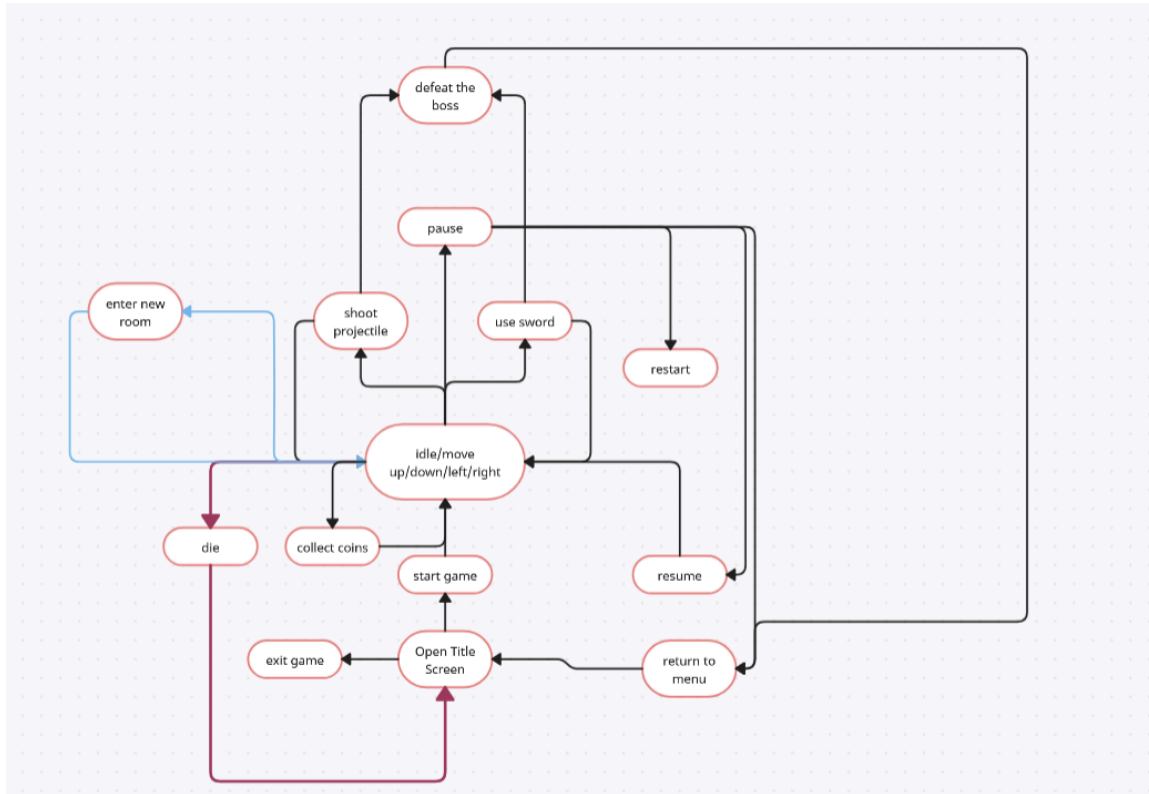 defeat the
boss
pause
enter new
room
shoot
projectile
use sword
restart
idle/move
up/down/left/right
die
collect coins
start game
resume
exit game
Open Title
Screen
return to
menu